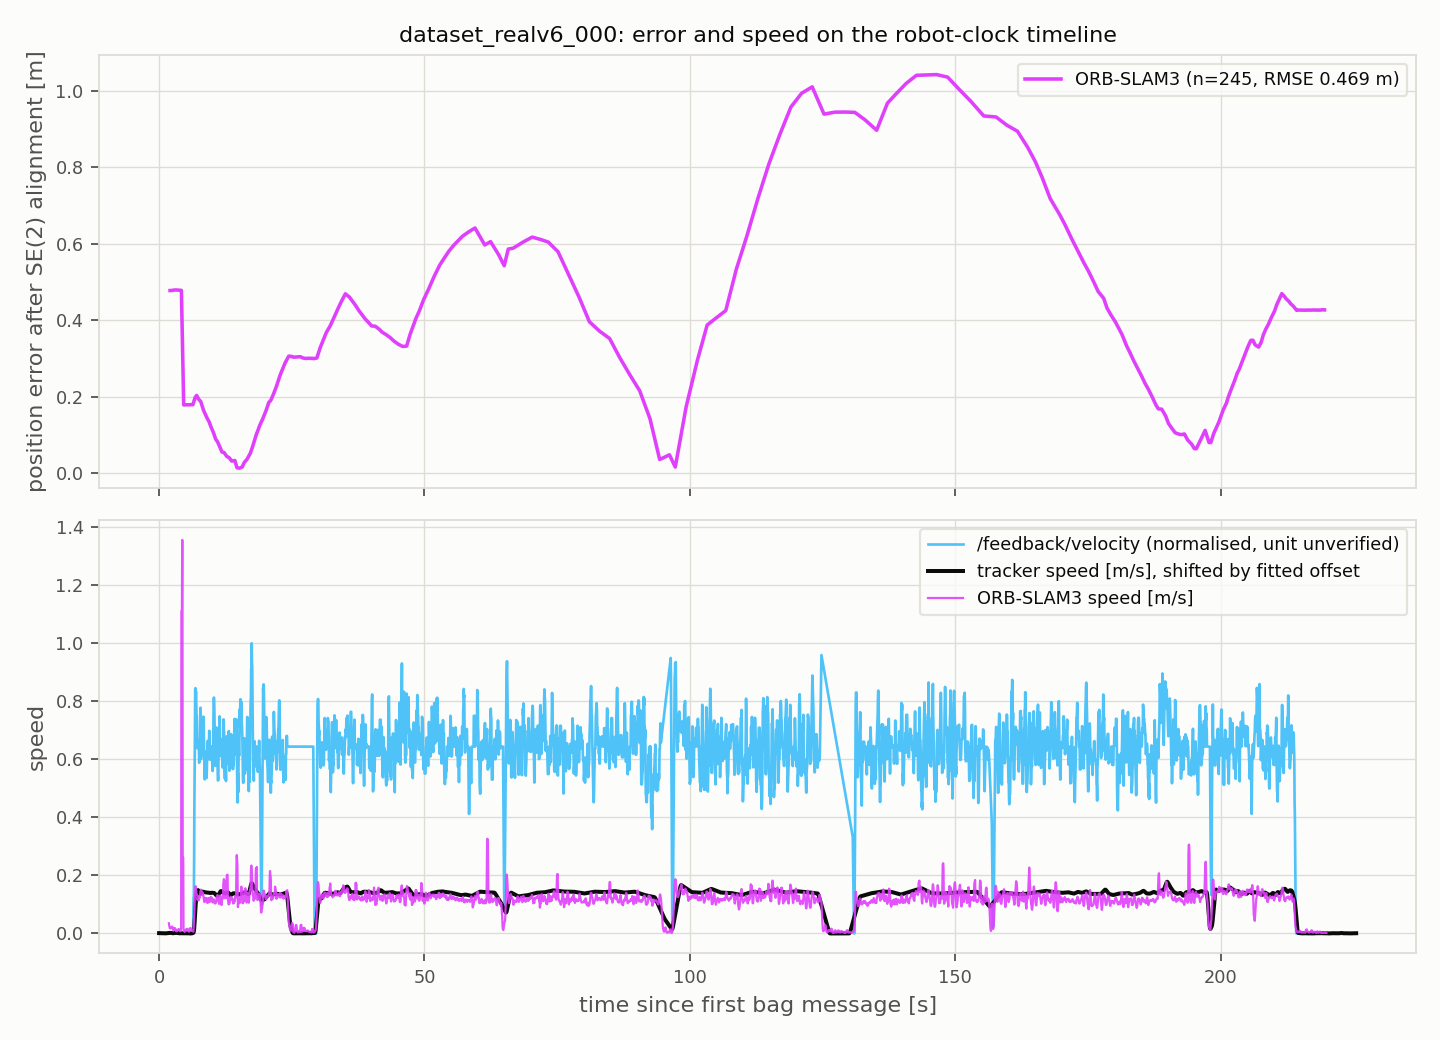 dataset_realv6_000: error and speed on the robot-clock timeline
position error after SE(2) alignment [m]
1.0
0.8
0.6
0.4
0.2
0.0
ORB-SLAM3 (n=245, RMSE 0.469 m)
speed
1.4
1.2
1.0
0.8
0.6
0.4
0.2
0.0
/feedback/velocity (normalised, unit unverified)
tracker speed [m/s], shifted by fitted offset
ORB-SLAM3 speed [m/s]
0
50
100
150
200
time since first bag message [s]